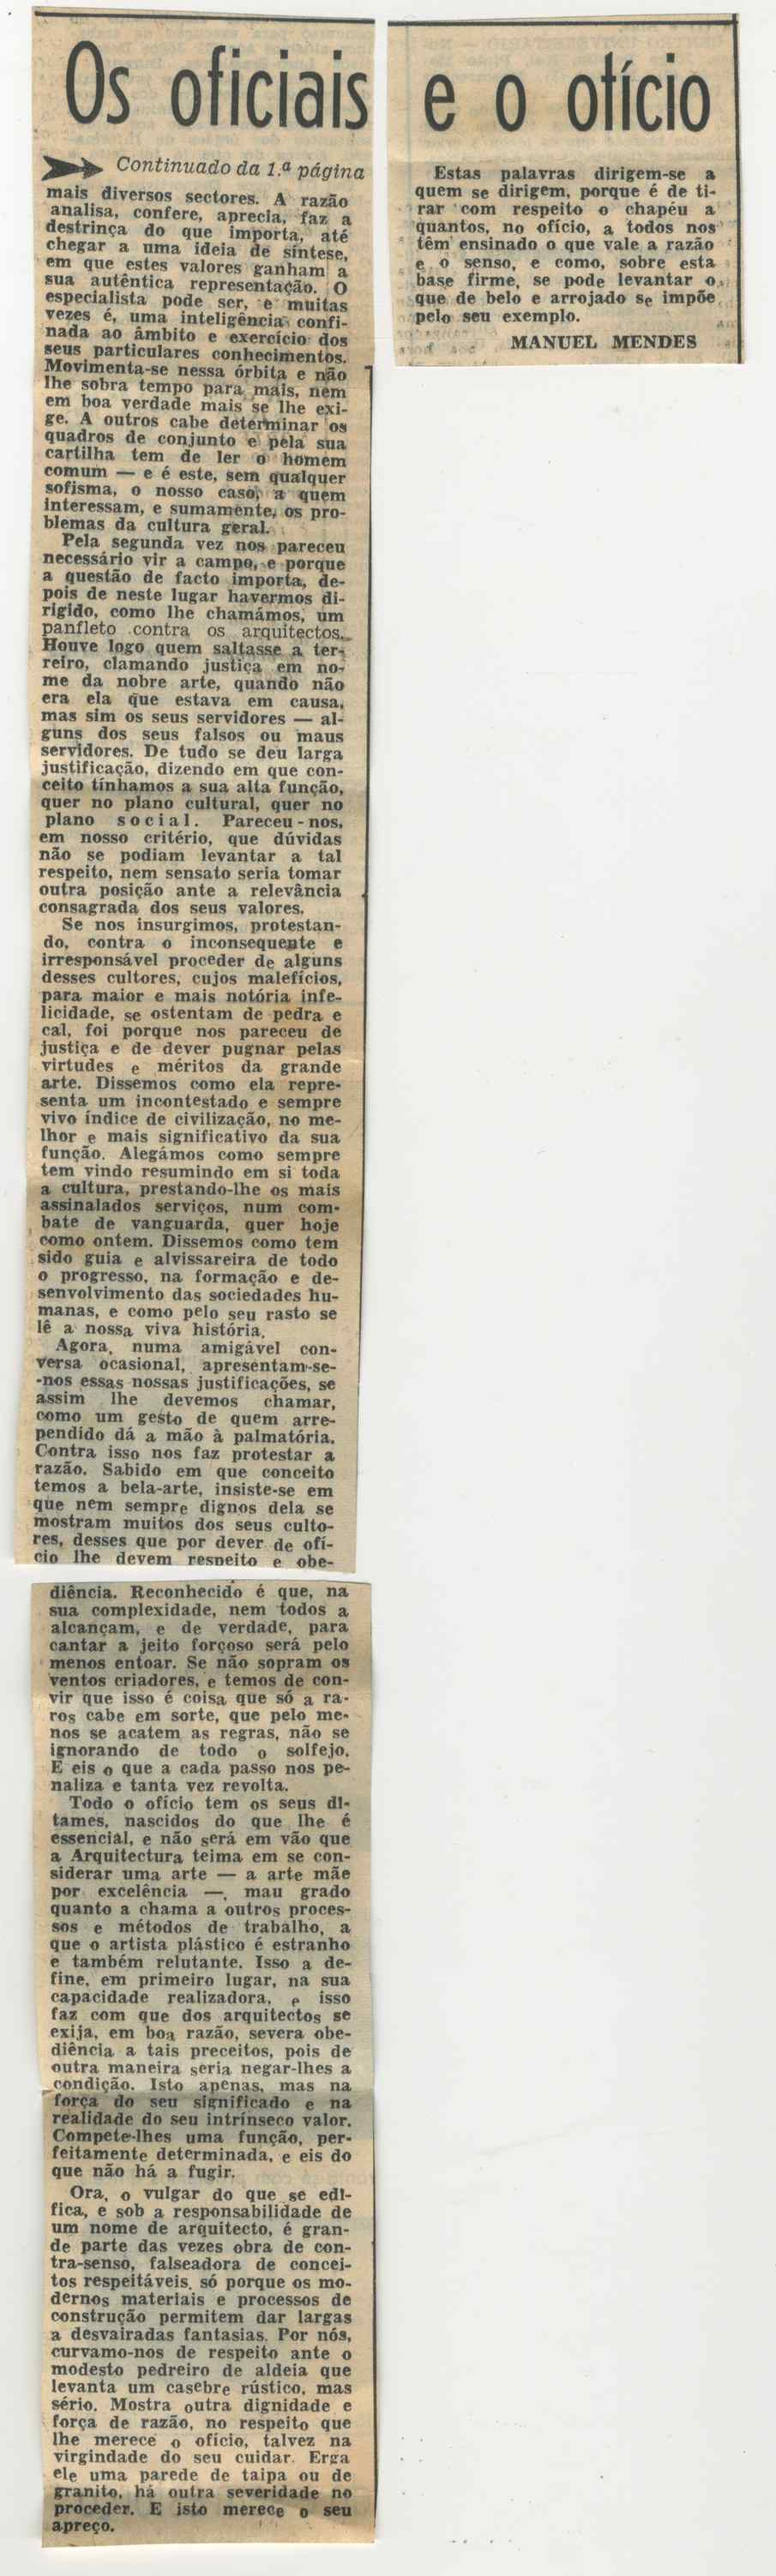 Os oficiais e o ofício
Continuado da 1.ª página
mais diversos sectores. A razão
analisa, confere, aprecia, faz a
destrinça do que importa, até
chegar a uma ideia de síntese,
em que estes valores ganham a
sua autêntica representação. O
especialista pode ser, e muitas
vezes é, uma inteligência confi-
nada ao âmbito e exercício dos
seus particulares conhecimentos.
Movimenta-se nessa órbita e não
lhe sobra tempo para mais, nem
em boa verdade mais se lhe exi-
ge. A outros cabe determinar os
quadros de conjunto e pela sua
cartilha tem de ler o homem
comum — e é este, sem qualquer
sofisma, o nosso caso, a quem
interessam, e sumamente, os pro-
blemas da cultura geral.
Pela segunda vez nos pareceu
necessário vir a campo, e porque
a questão de facto importa, de-
pois de neste lugar havermos di-
rigido, como lhe chamámos, um
panfleto contra os arquitectos.
Houve logo quem saltasse a ter-
reiro, clamando justiça em no-
me da nobre arte, quando não
era ela que estava em causa,
mas sim os seus servidores — al-
guns dos seus falsos ou maus
servidores. De tudo se deu larga
justificação, dizendo em que con-
ceito tínhamos a sua alta função,
quer no plano cultural, quer no
plano social. Pareceu-nos,
em nosso critério, que dúvidas
não se podiam levantar a tal
respeito, nem sensato seria tomar
outra posição ante a relevância
consagrada dos seus valores.
Se nos insurgimos, protestan-
do, contra o inconsequente e
irresponsável proceder de alguns
desses cultores, cujos malefícios,
para maior e mais notória infe-
licidade, se ostentam de pedra e
cal, foi porque nos pareceu de
justiça e de dever pugnar pelas
virtudes e méritos da grande
arte. Dissemos como ela repre-
senta um incontestado e sempre
vivo índice de civilização, no me-
lhor e mais significativo da sua
função. Alegámos como sempre
tem vindo resumindo em si toda
a cultura, prestando-lhe os mais
assinalados serviços, num com-
bate de vanguarda, quer hoje
como ontem. Dissemos como tem
sido guia e alvissareira de todo
o progresso, na formação e de-
senvolvimento das sociedades hu-
manas, e como pelo seu rasto se
lê a nossa viva história.
Agora, numa amigável con-
versa ocasional, apresentam-se-
-nos essas nossas justificações, se
assim lhe devemos chamar,
como um gesto de quem arre-
pendido dá a mão à palmatória.
Contra isso nos faz protestar a
razão. Sabido em que conceito
temos a bela-arte, insiste-se em
que nem sempre dignos dela se
mostram muitos dos seus culto-
res, desses que por dever de ofí-
cio lhe devem respeito e obe-
diência. Reconhecido é que, na
sua complexidade, nem todos a
alcançam, e de verdade, para
cantar a jeito forçoso será pelo
menos entoar. Se não sopram os
ventos criadores, e temos de con-
vir que isso é coisa que só a ra-
ros cabe em sorte, que pelo me-
nos se acatem as regras, não se
ignorando de todo o solfejo.
E eis o que a cada passo nos pe-
naliza e tanta vez revolta.
Todo o ofício tem os seus di-
tames, nascidos do que lhe é
essencial, e não será em vão que
a Arquitectura teima em se con-
siderar uma arte — a arte mãe
por excelência —, mau grado
quanto a chama a outros proces-
sos e métodos de trabalho, a
que o artista plástico é estranho
e também relutante. Isso a de-
fine, em primeiro lugar, na sua
capacidade realizadora, e isso
faz com que dos arquitectos se
exija, em boa razão, severa obe-
diência a tais preceitos, pois de
outra maneira seria negar-lhes a
condição. Isto apenas, mas na
força do seu significado e na
realidade do seu intrínseco valor.
Compete-lhes uma função, per-
feitamente determinada, e eis do
que não há a fugir.
Ora, o vulgar do que se edi-
fica, e sob a responsabilidade de
um nome de arquitecto, é gran-
de parte das vezes obra de con-
tra-senso, falseadora de concei-
tos respeitáveis, só porque os mo-
dernos materiais e processos de
construção permitem dar largas
a desvairadas fantasias. Por nós,
curvamo-nos de respeito ante o
modesto pedreiro de aldeia que
levanta um casebre rústico, mas
sério. Mostra outra dignidade e
força de razão, no respeito que
lhe merece o ofício, talvez na
virgindade do seu cuidar. Erga
ele uma parede de taipa ou de
granito, há outra severidade no
proceder. E isto merece o seu
apreço.
Estas palavras dirigem-se a
quem se dirigem, porque é de ti-
rar com respeito o chapéu a
quantos, no ofício, a todos nos
têm ensinado o que vale a razão
e o senso, e como, sobre esta
base firme, se pode levantar o
que de belo e arrojado se impõe
pelo seu exemplo.
MANUEL MENDES